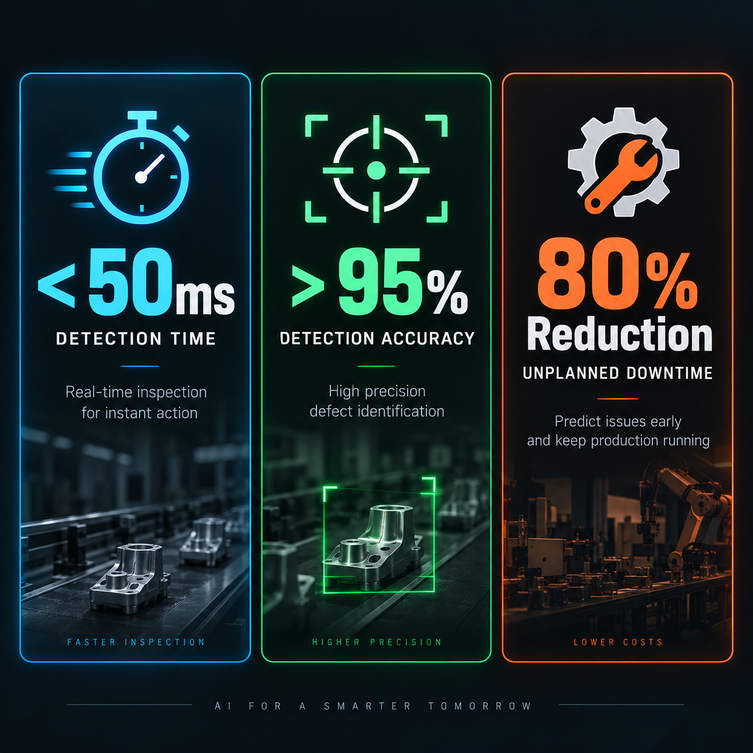 <50ms
DETECTION TIME
Real-time inspection
for instant action
FASTER INSPECTION
>95%
DETECTION ACCURACY
High precision
defect identification
HIGHER PRECISION
80%
Reduction
UNPLANNED DOWNTIME
Predict issues early
and keep production running
LOWER COSTS
AI FOR A SMARTER TOMORROW